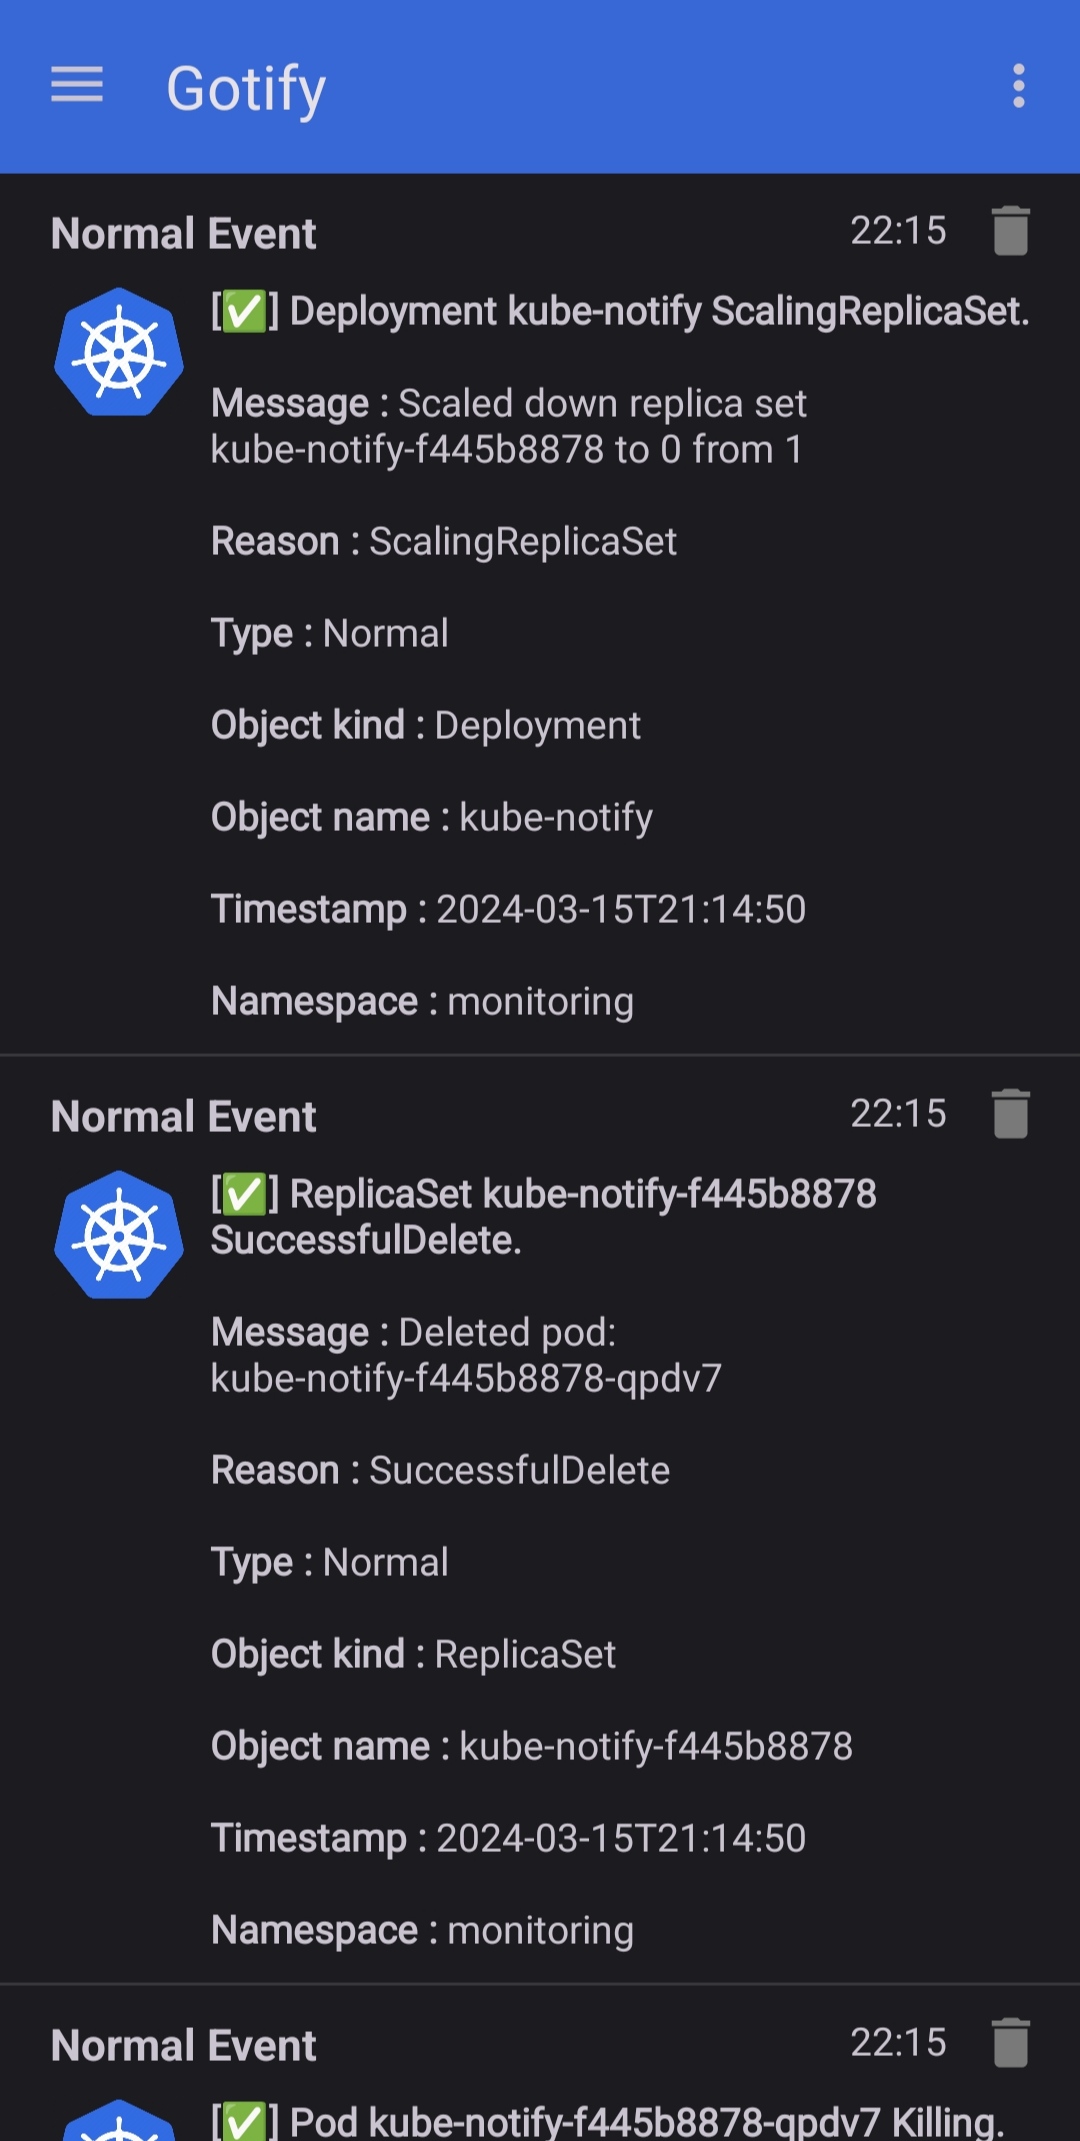 Gotify
Normal Event
22:15
[✅] Deployment kube-notify ScalingReplicaSet.
Message : Scaled down replica set
kube-notify-f445b8878 to 0 from 1
Reason : ScalingReplicaSet
Type : Normal
Object kind : Deployment
Object name : kube-notify
Timestamp : 2024-03-15T21:14:50
Namespace : monitoring
Normal Event
22:15
[✅] ReplicaSet kube-notify-f445b8878
SuccessfulDelete.
Message : Deleted pod:
kube-notify-f445b8878-qpdv7
Reason : SuccessfulDelete
Type : Normal
Object kind : ReplicaSet
Object name : kube-notify-f445b8878
Timestamp : 2024-03-15T21:14:50
Namespace : monitoring
Normal Event
22:15
[✅] Pod kube-notify-f445b8878-qpdv7 Killing.